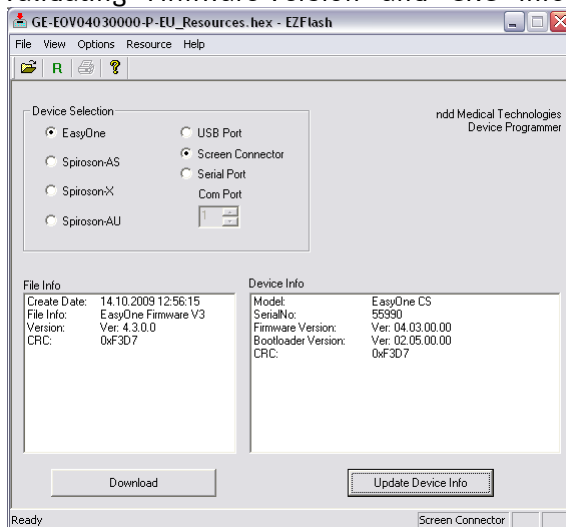 GE-EOV04030000-P-EU_Resources.hex - EZFlash
File View Options Resource Help
R ?
Device Selection
EasyOne
Spiroson-AS
Spiroson-X
Spiroson-AU
USB Port
Screen Connector
Serial Port
Com Port
1
ndd Medical Technologies
Device Programmer
File Info
Create Date: 14.10.2009 12:56:15
File Info: EasyOne Firmware V3
Version: Ver: 4.3.0.0
CRC: 0xF3D7
Device Info
Model: EasyOne CS
SerialNo: 55990
Firmware Version: Ver: 04.03.00.00
Bootloader Version: Ver: 02.05.00.00
CRC: 0xF3D7
Download
Update Device Info
Ready
Screen Connector